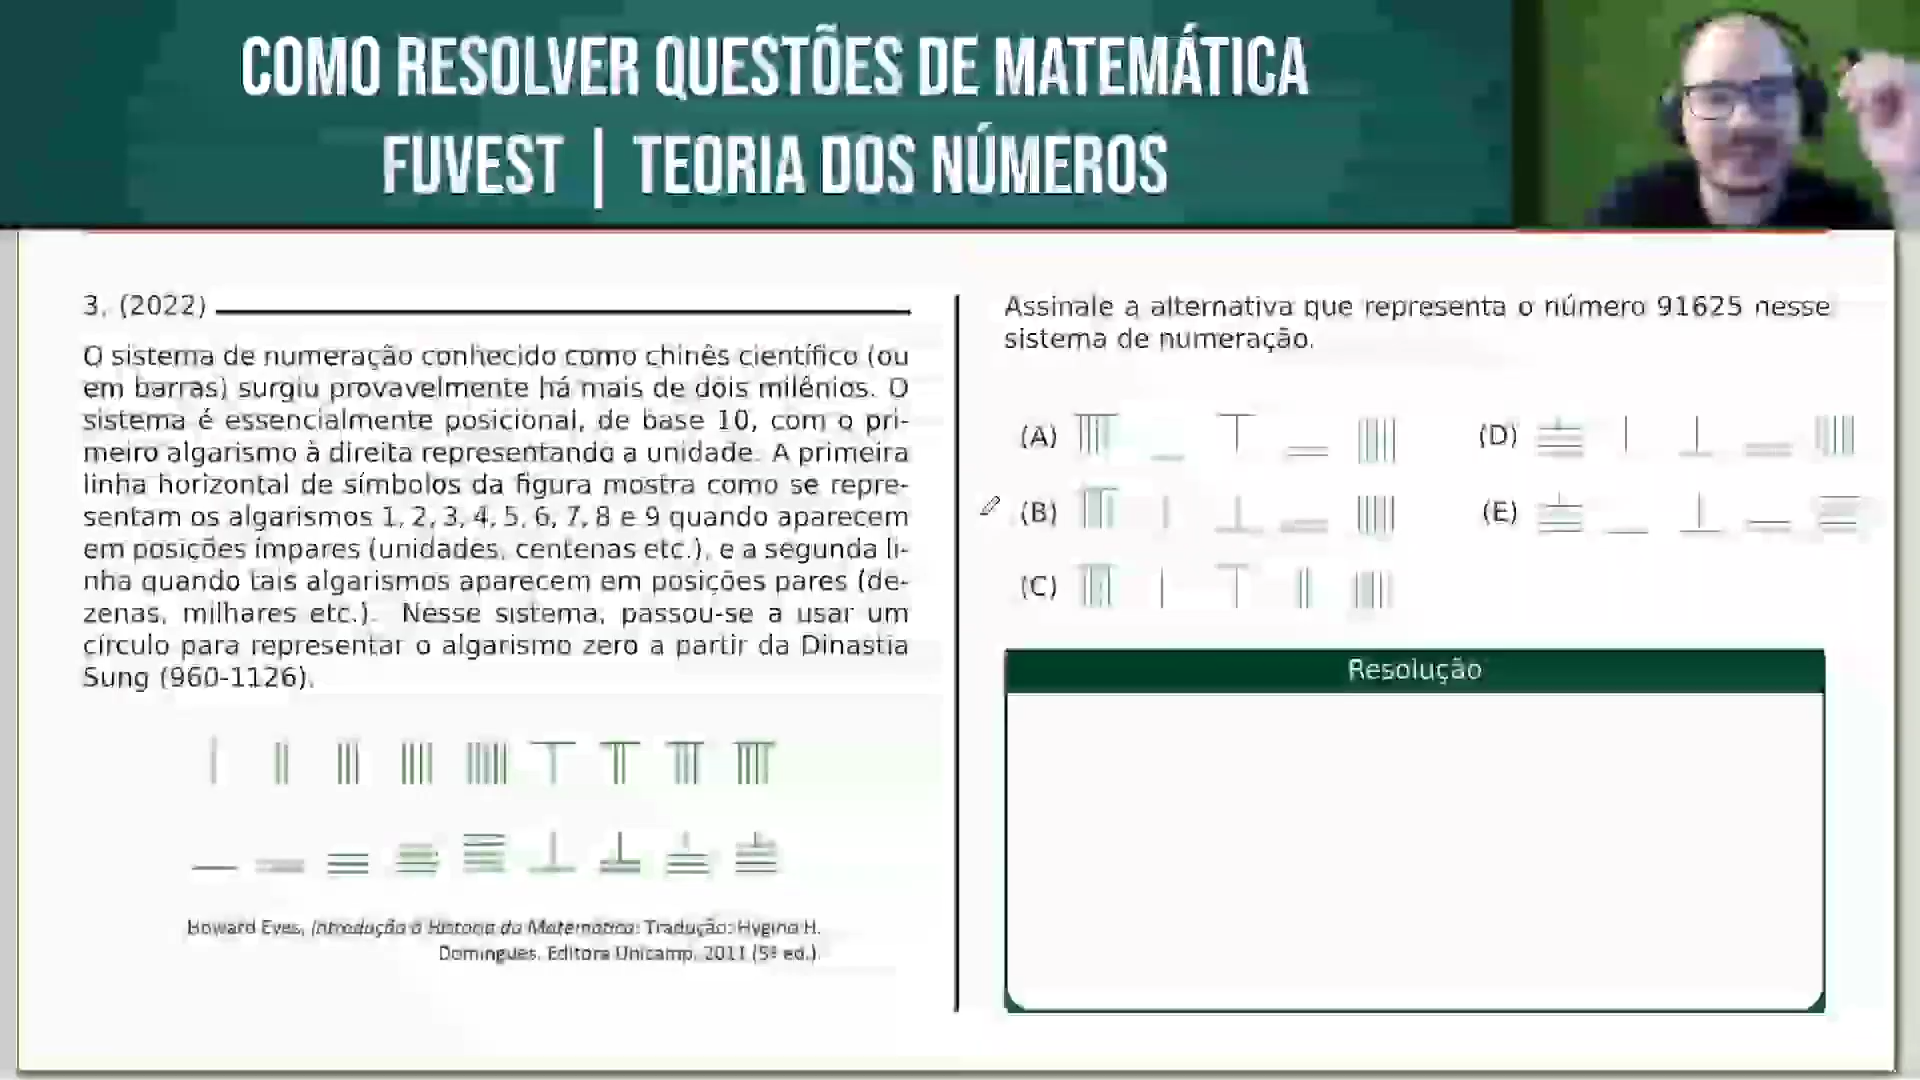 COMO RESOLVER QUESTÕES DE MATEMÁTICA
FUVEST | TEORIA DOS NÚMEROS
3. (2022)
O sistema de numeração conhecido como chinês científico (ou
em barras) surgiu provavelmente há mais de dois milênios. O
sistema é essencialmente posicional, de base 10, com o pri-
meiro algarismo à direita representando a unidade. A primeira
linha horizontal de símbolos da figura mostra como se repre-
sentam os algarismos 1, 2, 3, 4, 5, 6, 7, 8 e 9 quando aparecem
em posições ímpares (unidades, centenas etc.), e a segunda li-
nha quando tais algarismos aparecem em posições pares (de-
zenas, milhares etc.). Nesse sistema, passou-se a usar um
círculo para representar o algarismo zero a partir da Dinastia
Sung (960-1126).
Howard Eves, Introdução à História da Matemática. Tradução: Hygino H.
Domingues. Editora Unicamp, 2011 (5ª ed.).
Assinale a alternativa que representa o número 91625 nesse
sistema de numeração.
(A)
(B)
(C)
(D)
(E)
Resolução